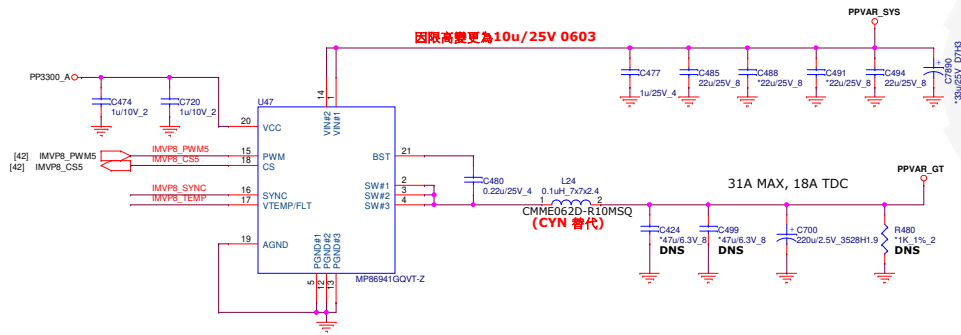 PPVAR_SYS
因限高變更為10u/25V 0603
PP3300_A
C474
1u/10V_2
C720
1u/10V_2
C477
1u/25V_4
C485
22u/25V_8
C488
*22u/25V_8
C491
*22u/25V_8
C494
22u/25V_8
C7890
*33u/25V_D7H3
U47
14
1
VIN#2
VIN#1
20
VCC
[42]
IMVP8_PWM5
IMVP8_PWM5
15
PWM
[42]
IMVP8_CS5
IMVP8_CS5
18
CS
IMVP8_SYNC
16
SYNC
IMVP8_TEMP
17
VTEMP/FLT
19
AGND
BST
21
SW#1
2
SW#2
3
SW#3
4
PGND#1
PGND#2
PGND#3
5
12
13
MP86941GQVT-Z
C480
0.22u/25V_4
L24
0.1uH_7x7x2.4
1
2
CMME062D-R10MSQ
(CYN 替代)
31A MAX, 18A TDC
PPVAR_GT
C424
*47u/6.3V_8
DNS
C499
*47u/6.3V_8
DNS
C700
220u/2.5V_3528H1.9
R480
*1K_1%_2
DNS